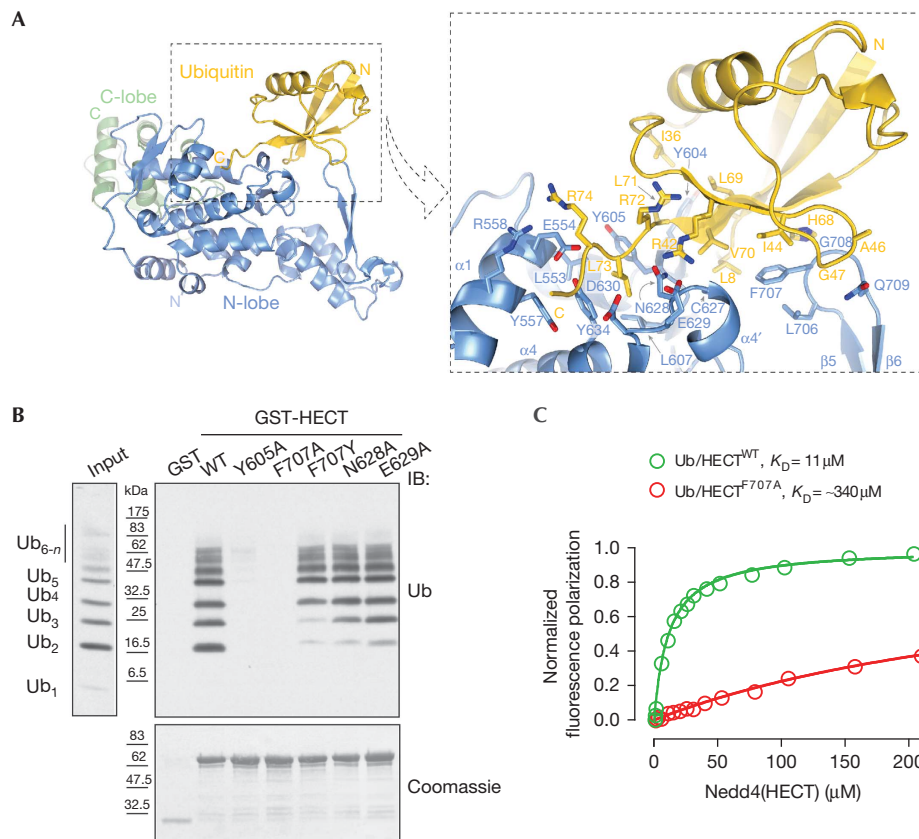 A
Ubiquitin
N
C-lobe
C
C
N
N-lobe
N
I36
Y604
R74
L71
L69
R72
R558
E554
Y605
H68
R42
I44
G708
A46
α1
L73
V70
L553
D630
L8
G47
Q709
C
N628
C627
F707
Y557
Y634
E629
L706
α4
L607
α4′
β5
β6
B
GST-HECT
Input
GST
WT
Y605A
F707A
F707Y
N628A
E629A
IB:
kDa
175
83
62
47.5
32.5
25
16.5
6.5
Ub6-n
Ub5
Ub4
Ub3
Ub2
Ub1
Ub
83
62
47.5
32.5
Coomassie
C
Ub/HECTWT, KD = 11 μM
Ub/HECTF707A, KD = ~340 μM
Normalized
fluorescence polarization
1.0
0.8
0.6
0.4
0.2
0.0
0 50 100 150 200
Nedd4(HECT) (μM)